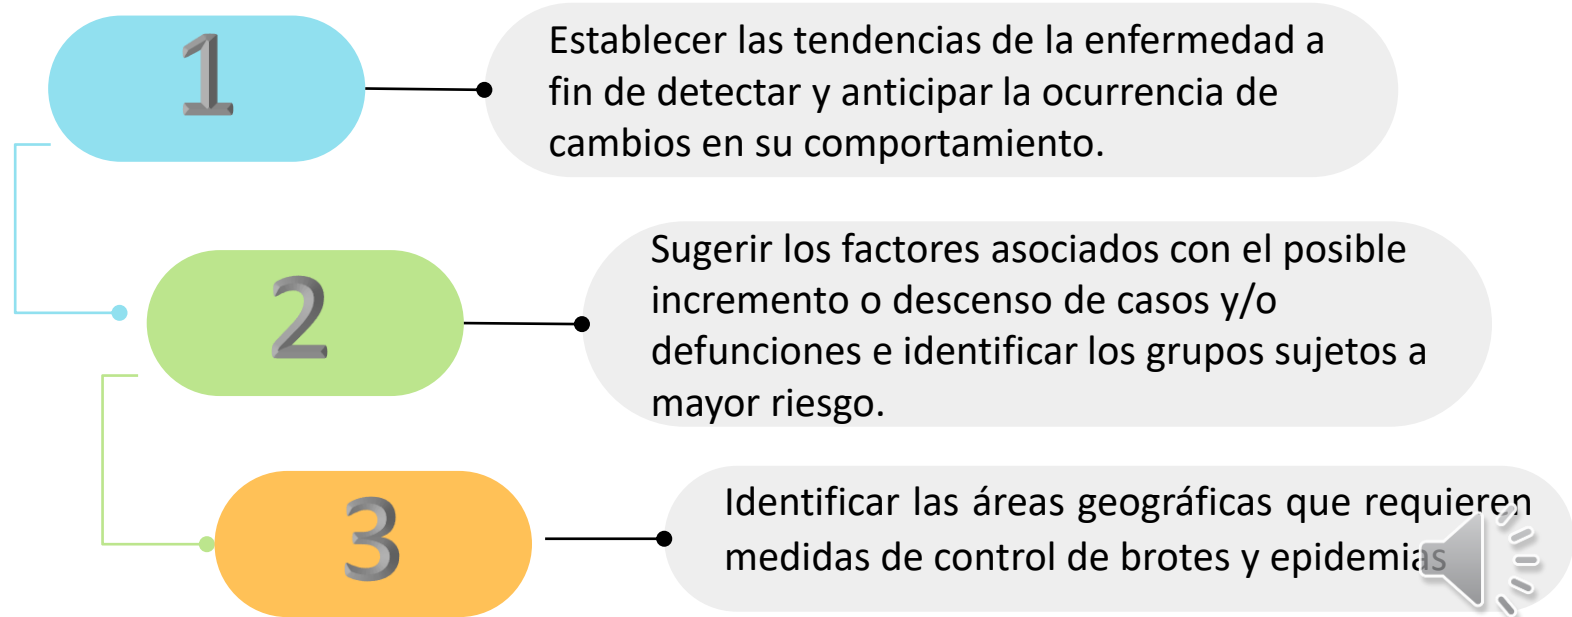 1
Establecer las tendencias de la enfermedad a
fin de detectar y anticipar la ocurrencia de
cambios en su comportamiento.
2
Sugerir los factores asociados con el posible
incremento o descenso de casos y/o
defunciones e identificar los grupos sujetos a
mayor riesgo.
3
Identificar las áreas geográficas que requieren
medidas de control de brotes y epidemias